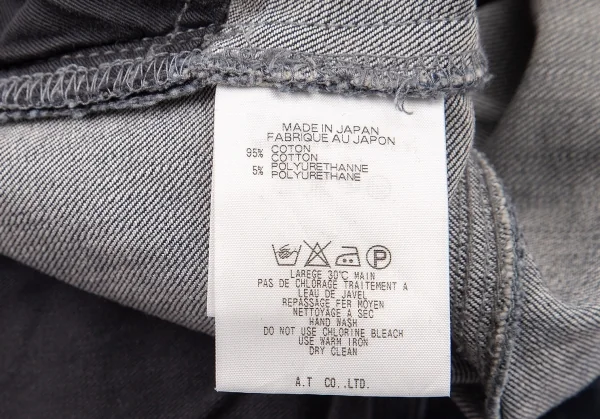 MADE IN JAPAN
FABRIQUE AU JAPON
95% COTON
COTTON
5% POLYURETHANNE
POLYURETHANE
P
LAREGE 30℃ MAIN
PAS DE CHLORAGE TRAITEMENT A
LEAU DE JAVEL
REPASSAGE FER MOYEN
NETTOYAGE A SEC
HAND WASH
DO NOT USE CHLORINE BLEACH
USE WARM IRON
DRY CLEAN
A.T CO.,LTD.